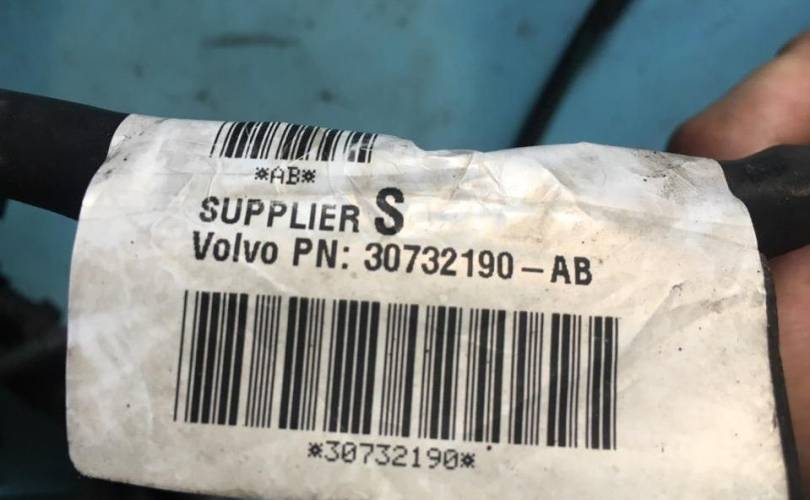 *AB*
SUPPLIER S
Volvo PN: 30732190-AB
*30732190*